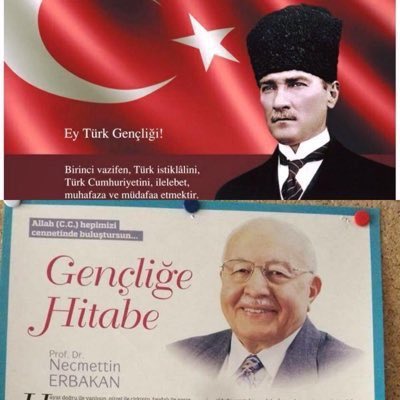 Ey Türk Gençliği!
Birinci vazifen, Türk istiklâlini,
Türk Cumhuriyetini, ilelebet,
muhafaza ve müdafaa etmektir.
Allah (C.C.) hepimizi
cennetinde buluştursun...
Gençliğe
Hitabe
Prof. Dr.
Necmettin
ERBAKAN